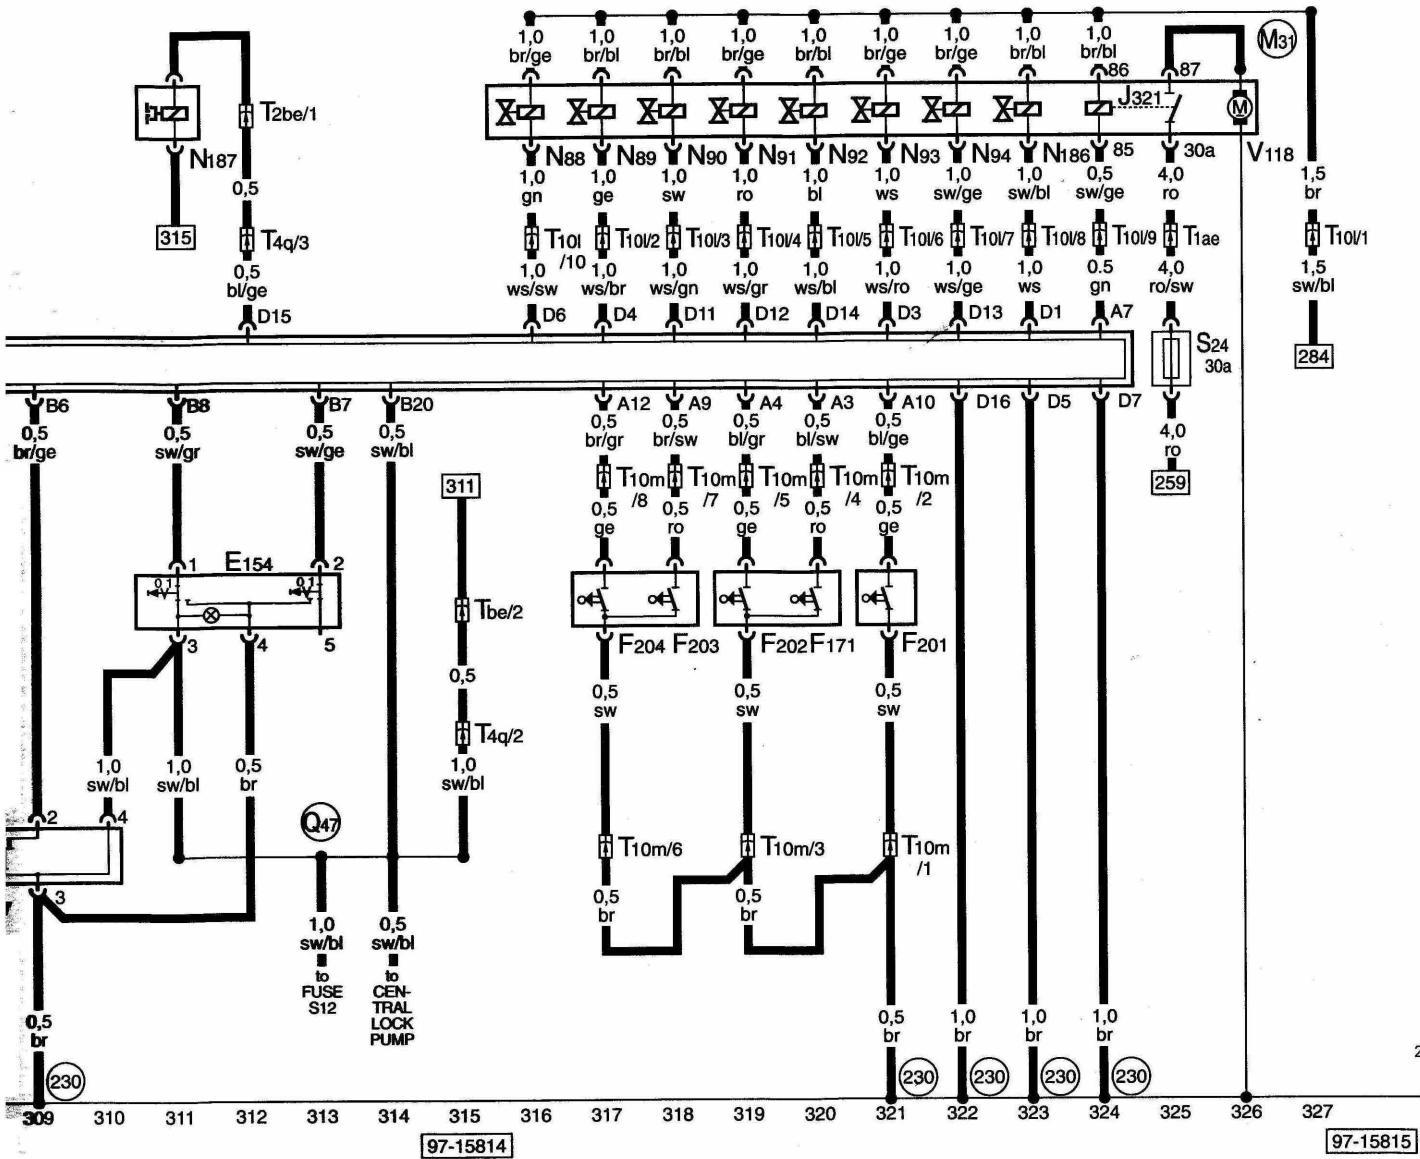 1,0 1,0 1,0 1,0 1,0 1,0 1,0 1,0 1,0
br/ge br/bl br/bl br/ge br/bl br/ge br/ge br/bl br/bl
M31
86 87
J321
M
T2be/1
N187
N88 N89 N90 N91 N92 N93 N94 N186 85 30a V118
0,5
1,0 1,0 1,0 1,0 1,0 1,0 1,0 1,0 0,5 4,0 1,5
gn ge sw ro bl ws sw/ge sw/bl sw/ge ro br
315
T4q/3
T10l/10 T10l/2 T10l/3 T10l/4 T10l/5 T10l/6 T10l/7 T10l/8 T10l/9 T1ae T10l/1
0,5
bl/ge
1,0 1,0 1,0 1,0 1,0 1,0 1,0 1,0 0.5 4,0 1,5
ws/sw ws/br ws/gn ws/gr ws/bl ws/ro ws/ge ws gn ro/sw sw/bl
D15 D6 D4 D11 D12 D14 D3 D13 D1 A7
S24
30a
284
B6 B8 B7 B20 A12 A9 A4 A3 A10 D16 D5 D7
0,5 0,5 0,5 0,5 0,5 0,5 0,5 0,5 0,5 4,0
br/ge sw/gr sw/ge sw/bl br/gr br/sw bl/gr bl/sw bl/ge ro
311
259
T10m/8 T10m/7 T10m/5 T10m/4 T10m/2
0,5 0,5 0,5 0,5 0,5
ge ro ge ro ge
1 E154 2
0 1 0 1
3 4 5
Tbe/2
F204 F203 F202 F171 F201
0,5
0,5 0,5 0,5
sw sw sw
T4q/2
1,0 1,0 0,5 1,0
sw/bl sw/bl br sw/bl
2 4
Q47
T10m/6 T10m/3 T10m/1
3
0,5 0,5
br br
1,0 0,5
sw/bl sw/bl
to
FUSE
S12
to
CEN-
TRAL
LOCK
PUMP
0,5 0,5 1,0 1,0 1,0
br br br br br
230 230 230 230 230
2
309 310 311 312 313 314 315 316 317 318 319 320 321 322 323 324 325 326 327
97-15814 97-15815